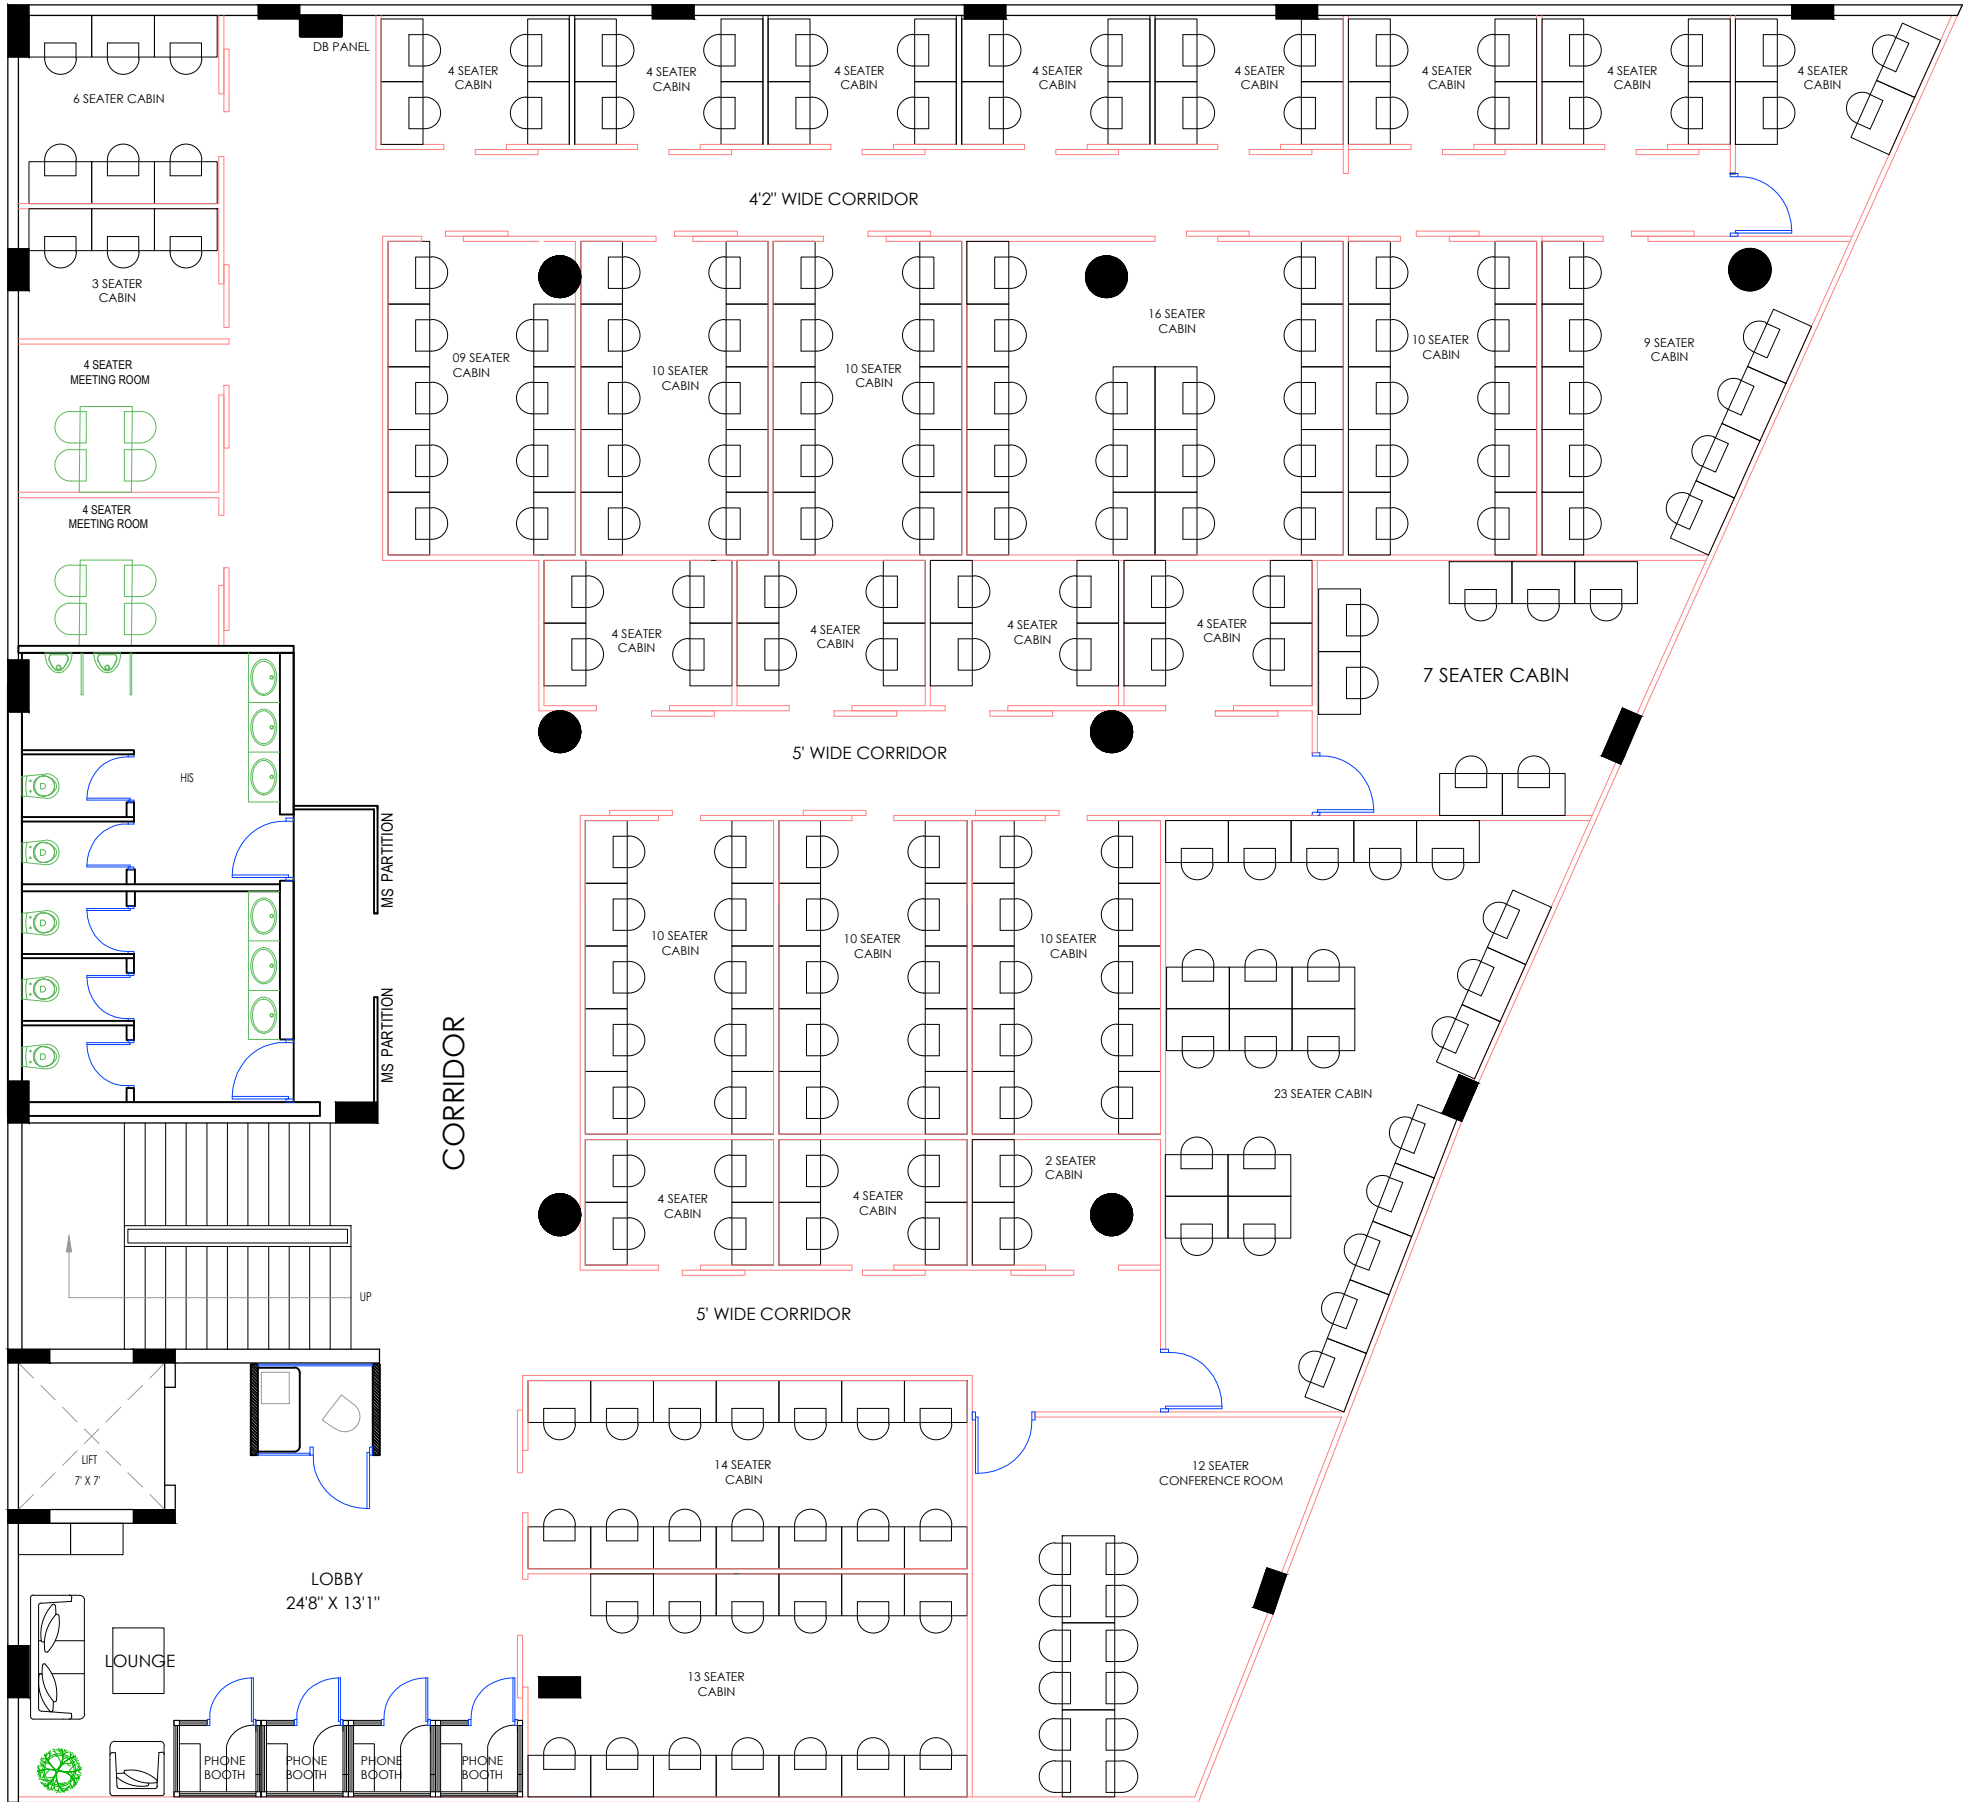 DB PANEL
4 SEATER
CABIN
4 SEATER
CABIN
4 SEATER
CABIN
4 SEATER
CABIN
4 SEATER
CABIN
4 SEATER
CABIN
4 SEATER
CABIN
4 SEATER
CABIN
6 SEATER CABIN
4'2" WIDE CORRIDOR
3 SEATER
CABIN
09 SEATER
CABIN
10 SEATER
CABIN
10 SEATER
CABIN
16 SEATER
CABIN
10 SEATER
CABIN
9 SEATER
CABIN
4 SEATER
MEETING ROOM
4 SEATER
MEETING ROOM
4 SEATER
CABIN
4 SEATER
CABIN
4 SEATER
CABIN
4 SEATER
CABIN
7 SEATER CABIN
5' WIDE CORRIDOR
HIS
MS PARTITION
MS PARTITION
CORRIDOR
10 SEATER
CABIN
10 SEATER
CABIN
10 SEATER
CABIN
23 SEATER CABIN
4 SEATER
CABIN
4 SEATER
CABIN
2 SEATER
CABIN
UP
5' WIDE CORRIDOR
LIFT
7' X 7'
14 SEATER
CABIN
12 SEATER
CONFERENCE ROOM
LOBBY
24'8" X 13'1"
LOUNGE
13 SEATER
CABIN
PHONE
BOOTH
PHONE
BOOTH
PHONE
BOOTH
PHONE
BOOTH